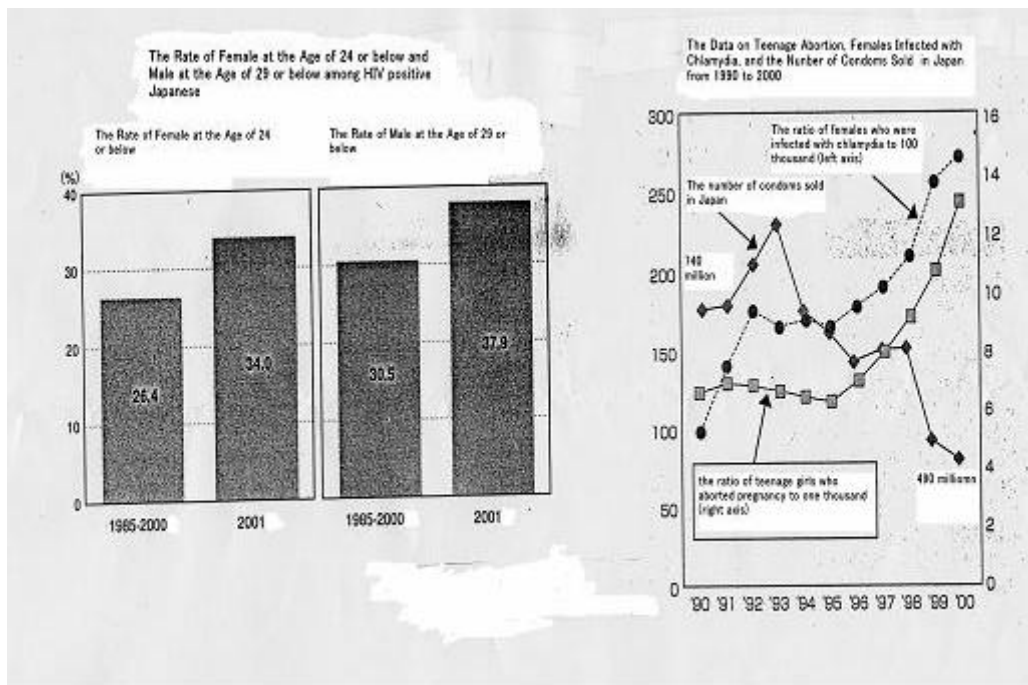 The Rate of Female at the Age of 24 or below and
Male at the Age of 29 or below among HIV positive
Japanese
The Rate of Female at the Age of 24
or below
The Rate of Male at the Age of 29 or
below
(%)
40
30
20
10
0
26.4
34.0
30.5
37.9
1985-2000
2001
1985-2000
2001
The Data on Teenage Abortion, Females Infected with
Chlamydia, and the Nunber of Condoms Sold in Japan
from 1990 to 2000
300
250
200
150
100
50
0
16
14
12
10
8
6
4
2
0
The ratio of females who were
infected with chlamydia to 100
thousand (left axis)
The number of condoms sold
in Japan
740
million
the ratio of teenage girls who
aborted pregnancy to one thousand
(right axis)
480 milliomn
'90 '91 '92 '93 '94 '95 '96 '97 '98 '99 '00